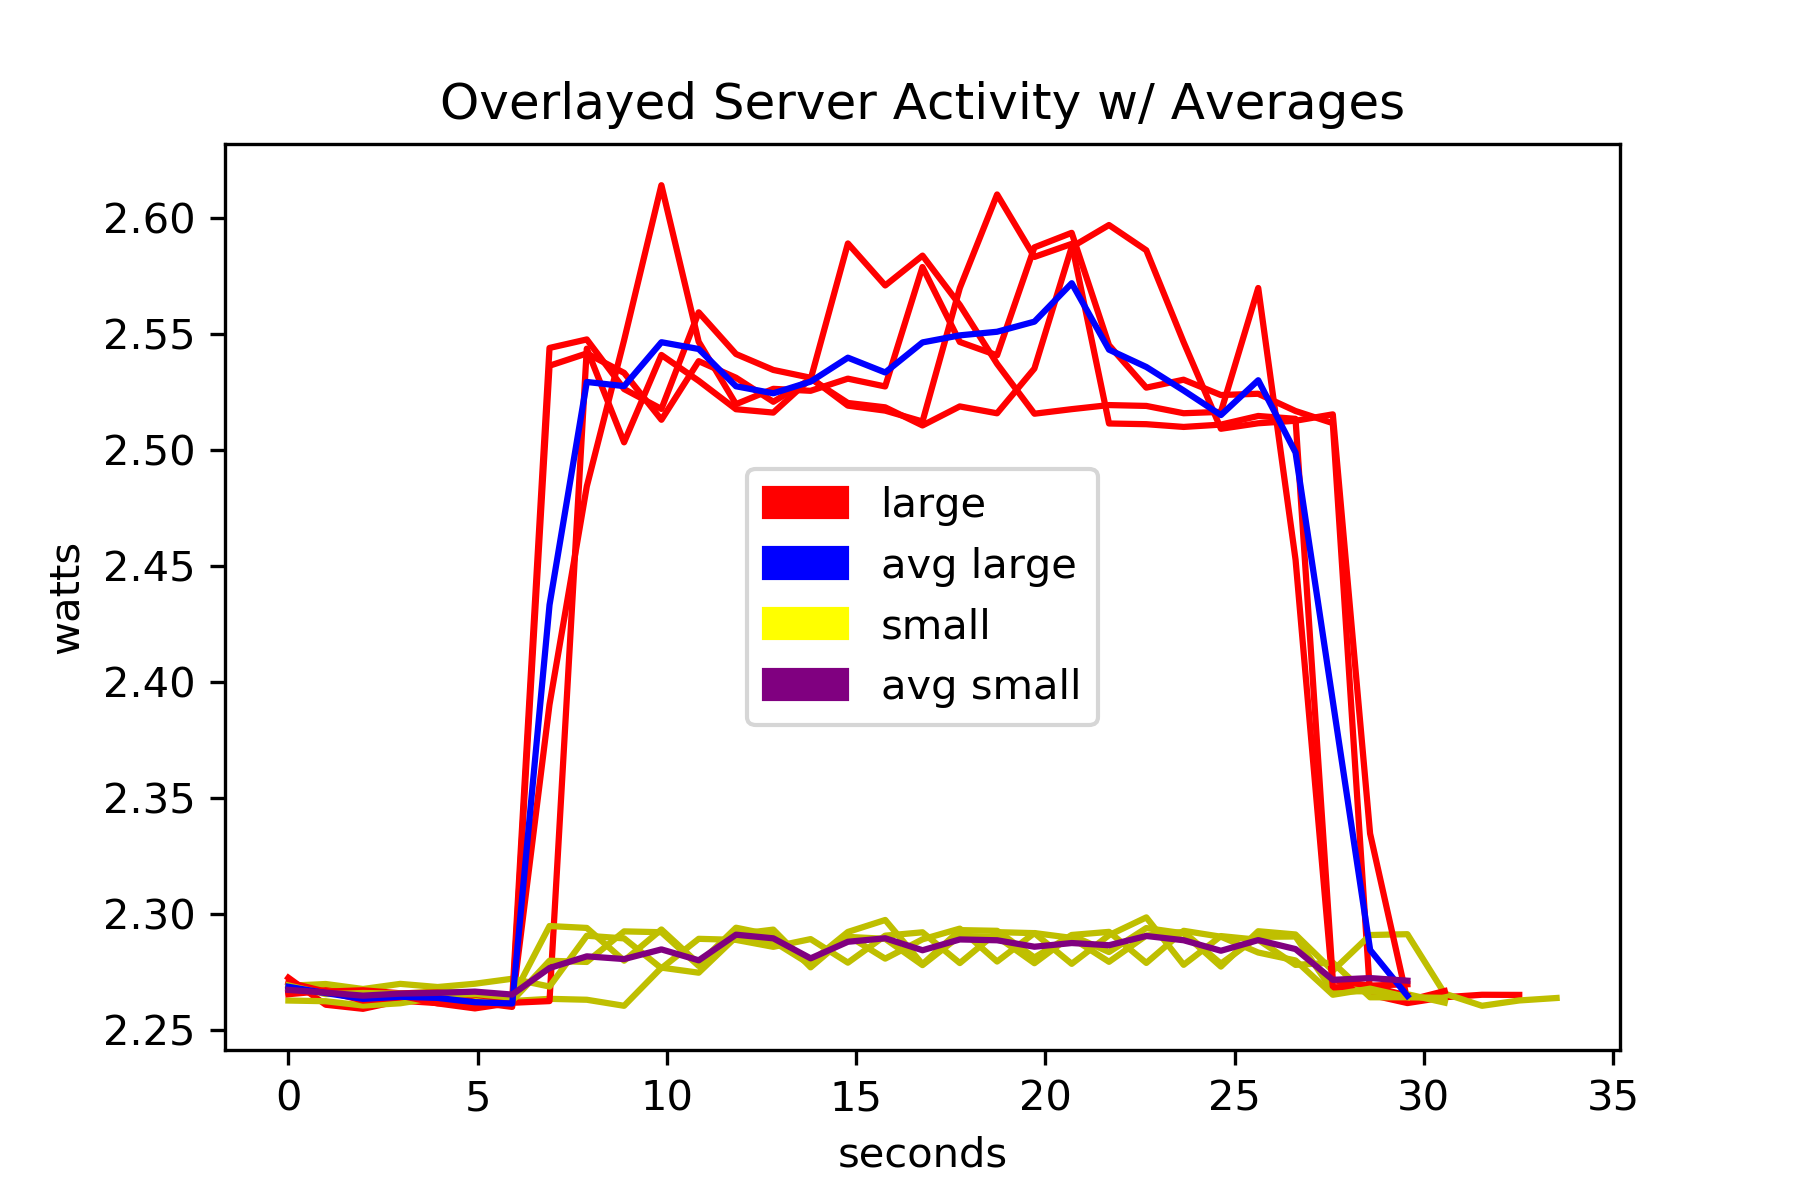 Overlayed Server Activity w/ Averages
2.60
2.55
2.50
2.45
2.40
2.35
2.30
2.25
watts
large
avg large
small
avg small
0 5 10 15 20 25 30 35
seconds